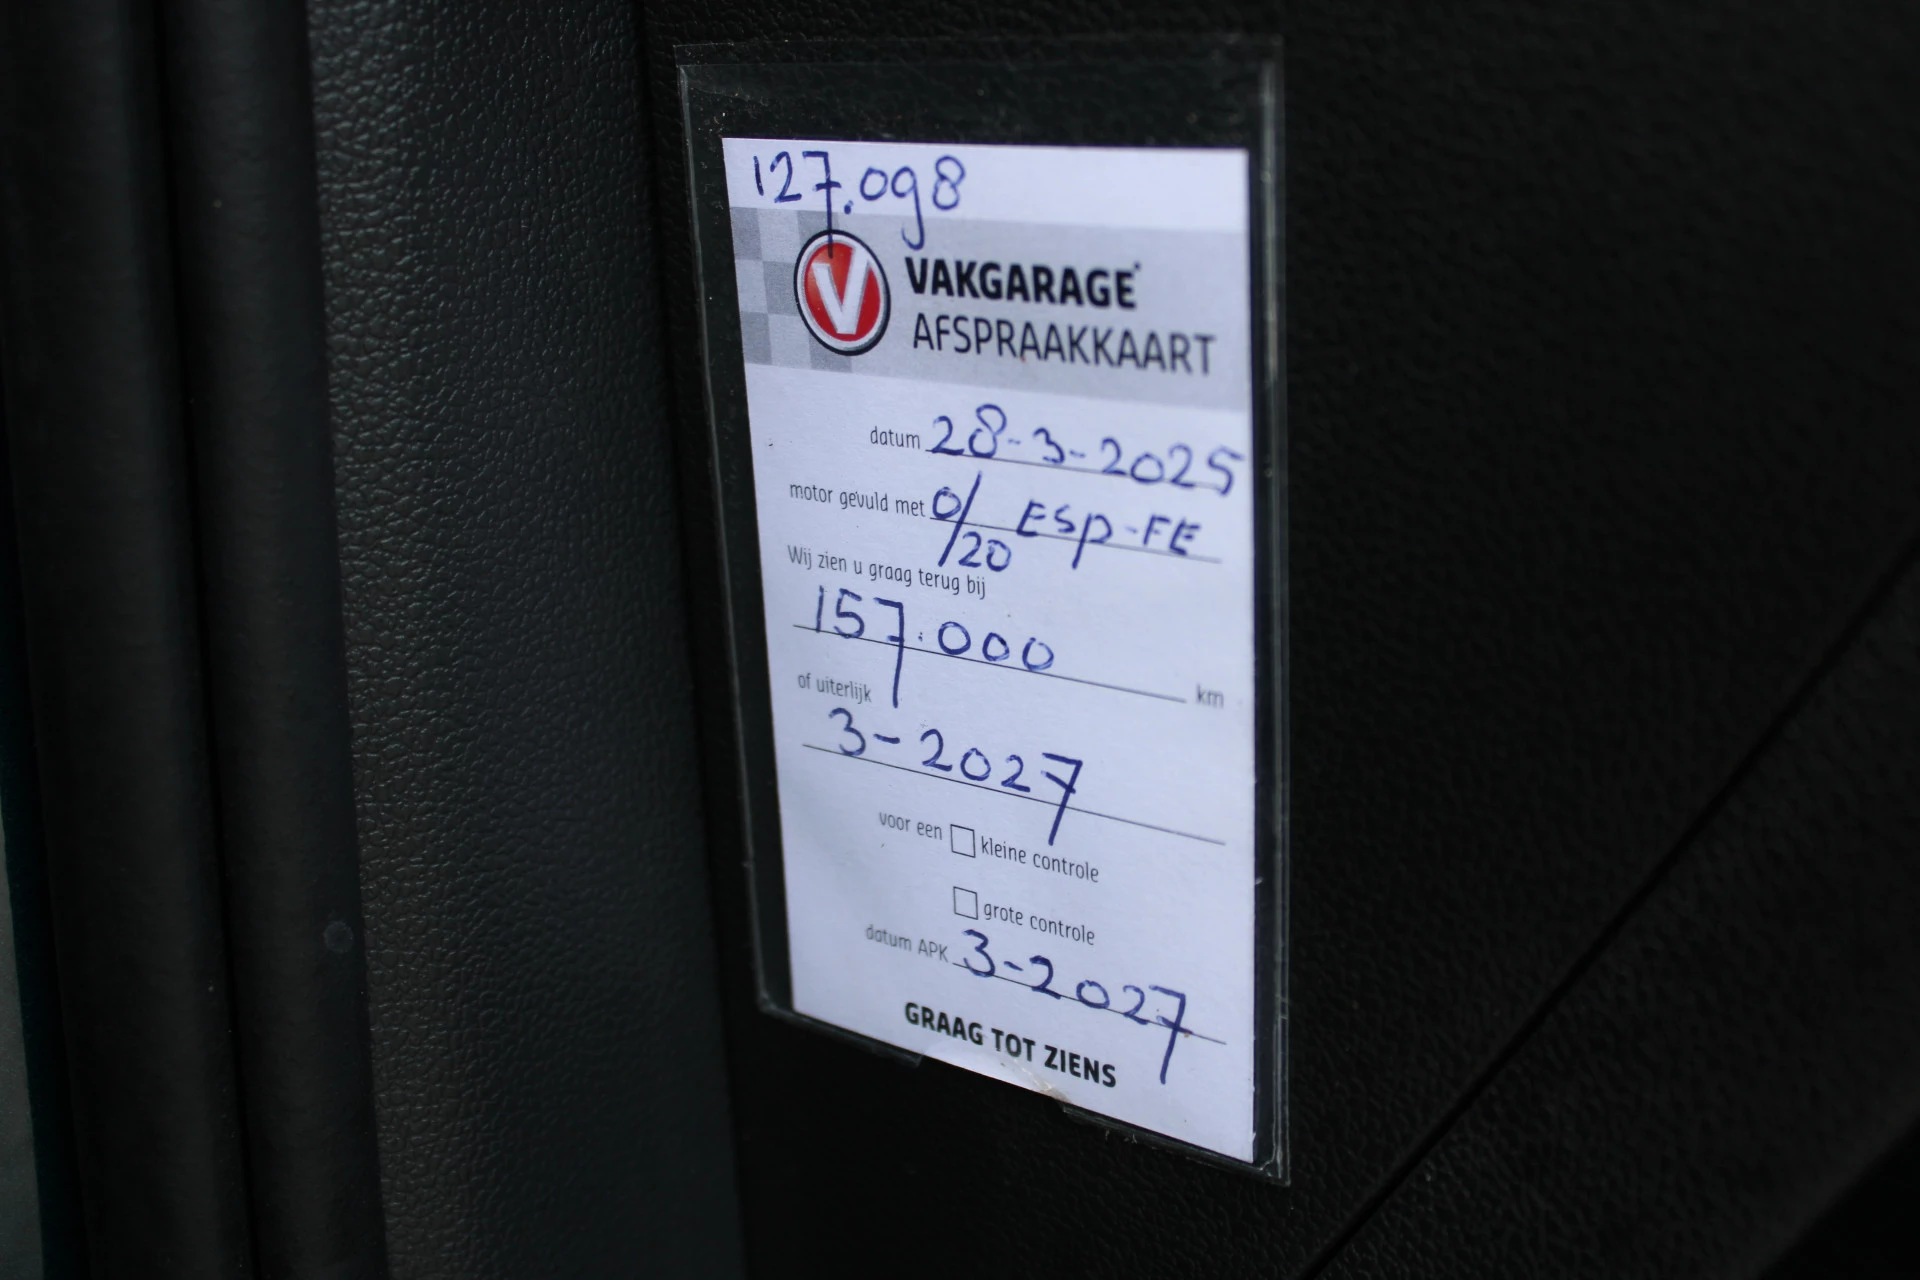 127.098
V VAKGARAGE
AFSPRAAKKAART
datum 28-3-2025
motor gevuld met 0/20 ESP-FE
Wij zien u graag terug bij
157.000 km
of uiterlijk
3-2027
voor een kleine controle
grote controle
datum APK 3-2027
GRAAG TOT ZIENS